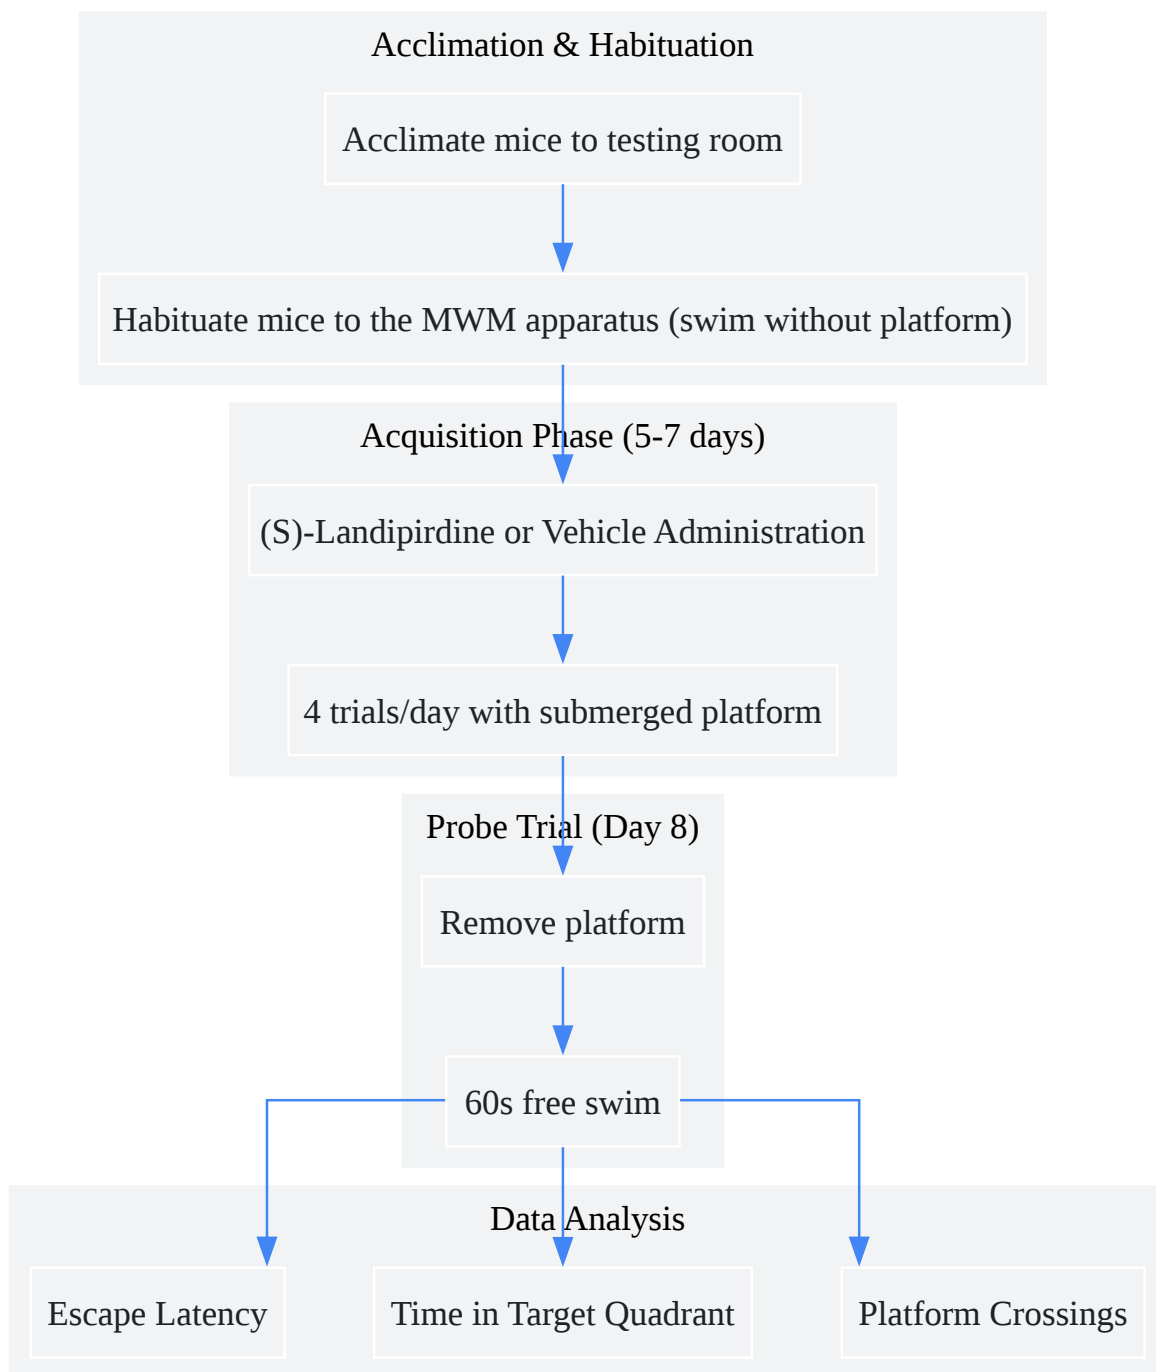 Acclimation & Habituation
Acclimate mice to testing room
Habituate mice to the MWM apparatus (swim without platform)
Acquisition Phase (5-7 days)
(S)-Landipirdine or Vehicle Administration
4 trials/day with submerged platform
Probe Trial (Day 8)
Remove platform
60s free swim
Data Analysis
Escape Latency
Time in Target Quadrant
Platform Crossings